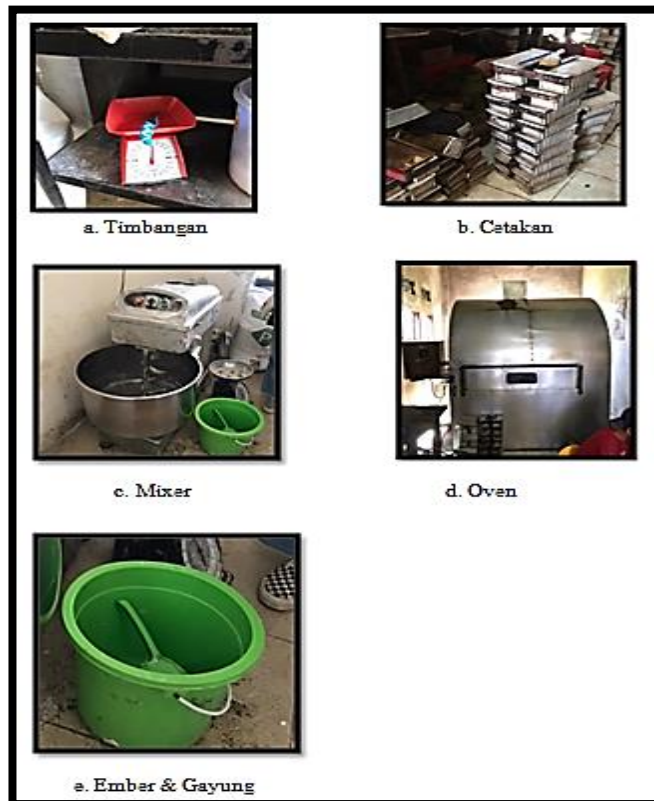 a. Timbangan
b. Cetakan
c. Mixer
d. Oven
e. Ember & Gayung